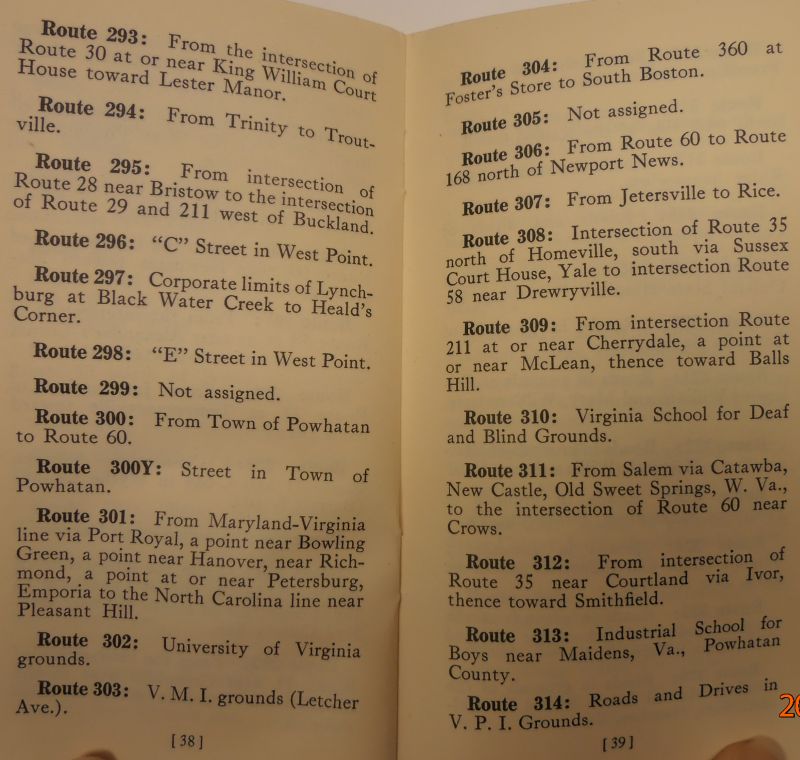 Route 293: From the intersection of
Route 30 at or near King William Court
House toward Lester Manor.
Route 294: From Trinity to Trout-
ville.
Route 295: From intersection of
Route 28 near Bristow to the intersection
of Route 29 and 211 west of Buckland.
Route 296: “C” Street in West Point.
Route 297: Corporate limits of Lynch-
burg at Black Water Creek to Heald’s
Corner.
Route 298: “E” Street in West Point.
Route 299: Not assigned.
Route 300: From Town of Powhatan
to Route 60.
Route 300Y: Street in Town of
Powhatan.
Route 301: From Maryland-Virginia
line via Port Royal, a point near Bowling
Green, a point near Hanover, near Rich-
mond, a point at or near Petersburg,
Emporia to the North Carolina line near
Pleasant Hill.
Route 302: University of Virginia
grounds.
Route 303: V. M. I. grounds (Letcher
Ave.).
[38]
Route 304: From Route 360 at
Foster’s Store to South Boston.
Route 305: Not assigned.
Route 306: From Route 60 to Route
168 north of Newport News.
Route 307: From Jetersville to Rice.
Route 308: Intersection of Route 35
north of Homeville, south via Sussex
Court House, Yale to intersection Route
58 near Drewryville.
Route 309: From intersection Route
211 at or near Cherrydale, a point at
or near McLean, thence toward Balls
Hill.
Route 310: Virginia School for Deaf
and Blind Grounds.
Route 311: From Salem via Catawba,
New Castle, Old Sweet Springs, W. Va.,
to the intersection of Route 60 near
Crows.
Route 312: From intersection of
Route 35 near Courtland via Ivor,
thence toward Smithfield.
Route 313: Industrial School for
Boys near Maidens, Va., Powhatan
County.
Route 314: Roads and Drives in
V. P. I. Grounds.
[39]